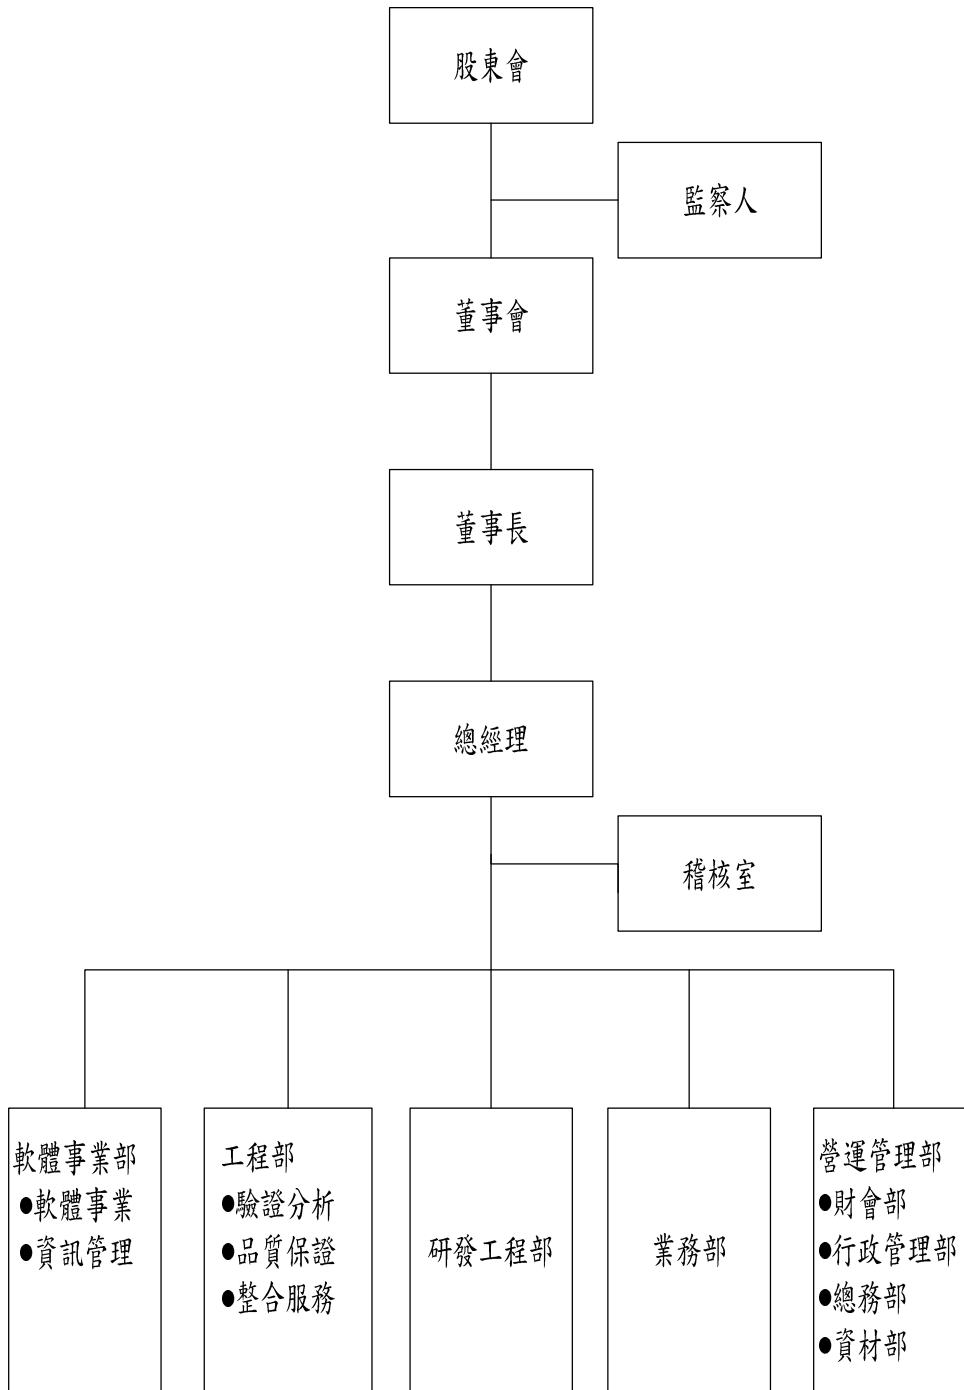 股東會
監察人
董事會
董事長
總經理
稽核室
軟體事業部
●軟體事業
●資訊管理
工程部
●驗證分析
●品質保證
●整合服務
研發工程部
業務部
營運管理部
●財會部
●行政管理部
●總務部
●資材部